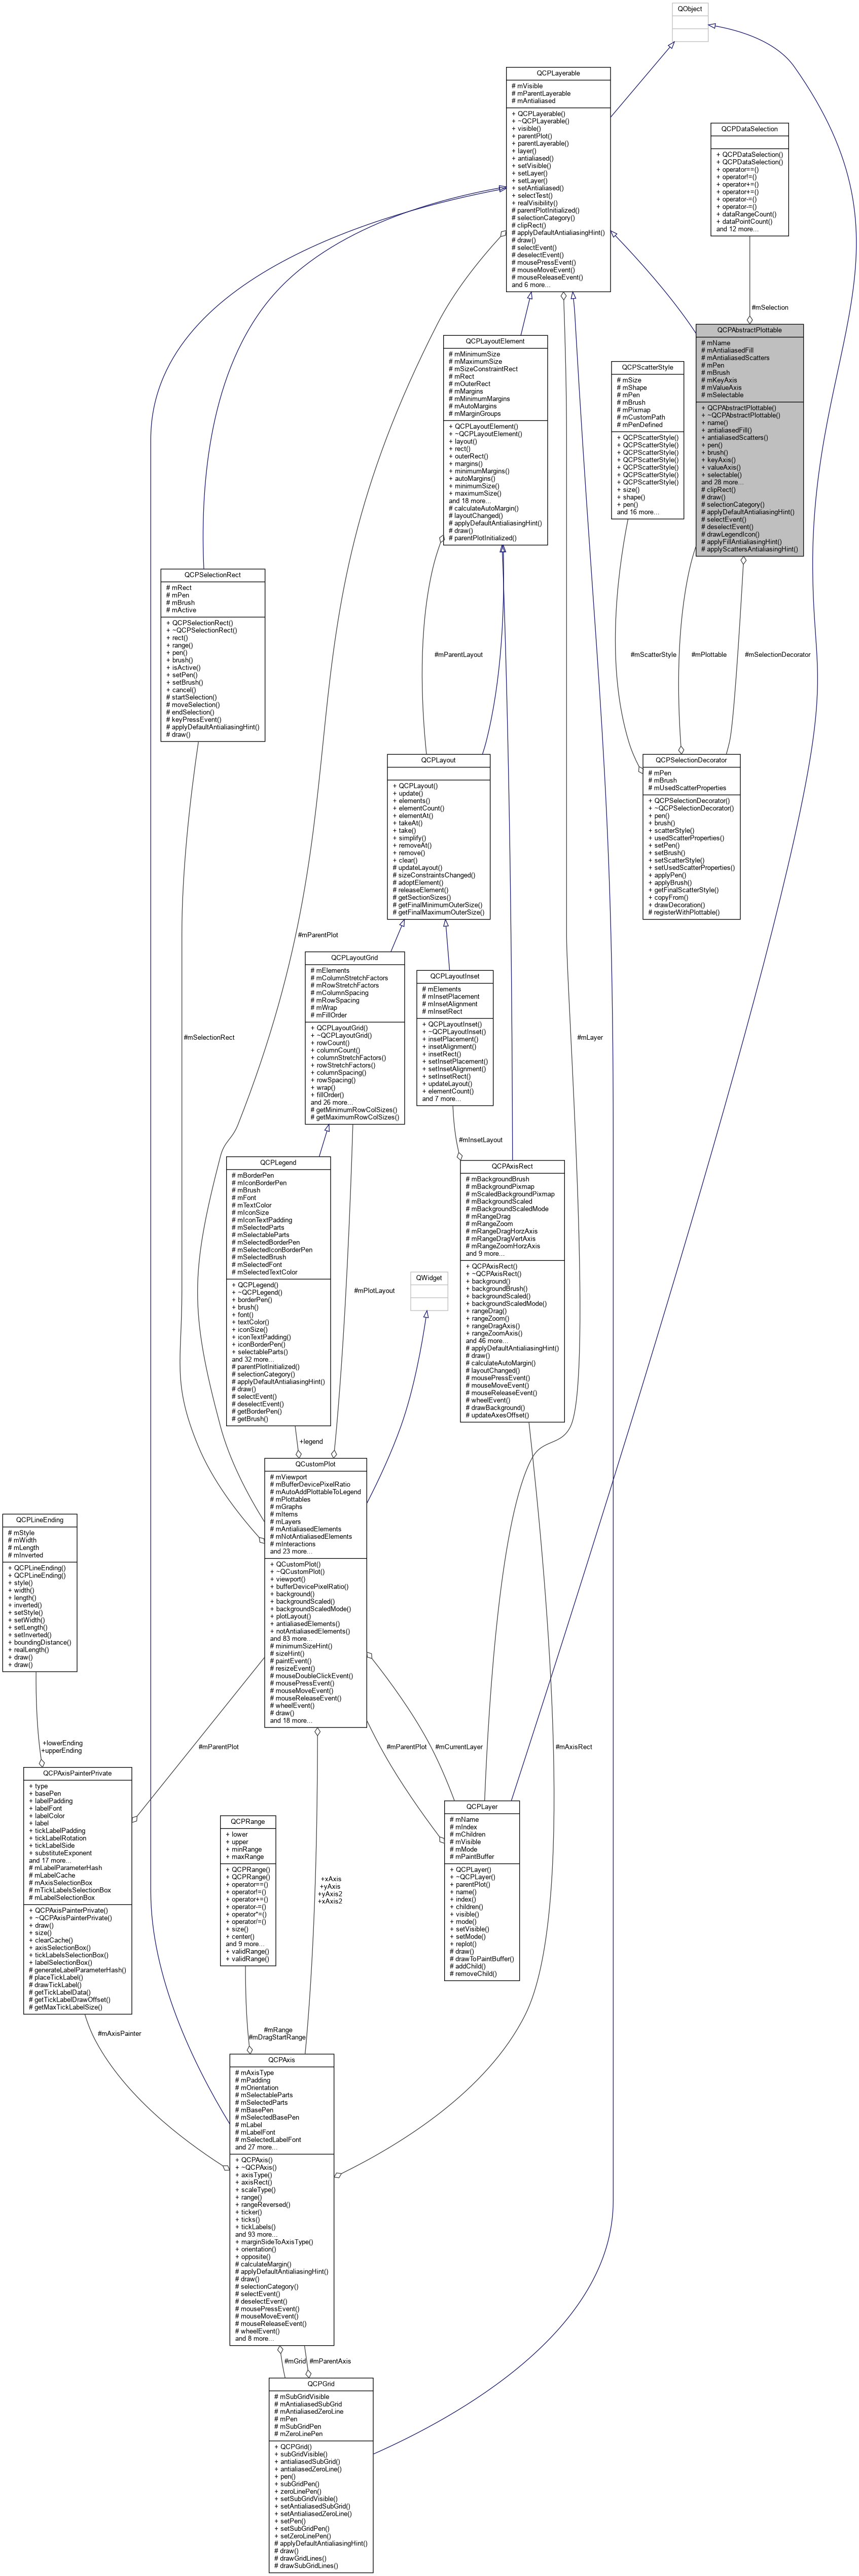 QObject
QCPLayerable
# mVisible
# mParentLayerable
# mAntialiased
+ QCPLayerable()
+ ~QCPLayerable()
+ visible()
+ parentPlot()
+ parentLayerable()
+ layer()
+ antialiased()
+ setVisible()
+ setLayer()
+ setLayer()
+ setAntialiased()
+ selectTest()
+ realVisibility()
# parentPlotInitialized()
# selectionCategory()
# clipRect()
# applyDefaultAntialiasingHint()
# draw()
# selectEvent()
# deselectEvent()
# mousePressEvent()
# mouseMoveEvent()
# mouseReleaseEvent()
and 6 more...
QCPDataSelection
+ QCPDataSelection()
+ QCPDataSelection()
+ operator==()
+ operator!=()
+ operator+=()
+ operator+=()
+ operator-=()
+ operator-=()
+ dataRangeCount()
+ dataPointCount()
and 12 more...
#mSelection
QCPAbstractPlottable
# mName
# mAntialiasedFill
# mAntialiasedScatters
# mPen
# mBrush
# mKeyAxis
# mValueAxis
# mSelectable
+ QCPAbstractPlottable()
+ ~QCPAbstractPlottable()
+ name()
+ antialiasedFill()
+ antialiasedScatters()
+ pen()
+ brush()
+ keyAxis()
+ valueAxis()
+ selectable()
and 28 more...
# clipRect()
# draw()
# selectionCategory()
# applyDefaultAntialiasingHint()
# selectEvent()
# deselectEvent()
# drawLegendIcon()
# applyFillAntialiasingHint()
# applyScattersAntialiasingHint()
QCPLayoutElement
# mMinimumSize
# mMaximumSize
# mSizeConstraintRect
# mRect
# mOuterRect
# mMargins
# mMinimumMargins
# mAutoMargins
# mMarginGroups
+ QCPLayoutElement()
+ ~QCPLayoutElement()
+ layout()
+ rect()
+ outerRect()
+ margins()
+ minimumMargins()
+ autoMargins()
+ minimumSize()
+ maximumSize()
and 18 more...
# calculateAutoMargin()
# layoutChanged()
# applyDefaultAntialiasingHint()
# draw()
# parentPlotInitialized()
QCPScatterStyle
# mSize
# mShape
# mPen
# mBrush
# mPixmap
# mCustomPath
# mPenDefined
+ QCPScatterStyle()
+ QCPScatterStyle()
+ QCPScatterStyle()
+ QCPScatterStyle()
+ QCPScatterStyle()
+ QCPScatterStyle()
+ QCPScatterStyle()
+ size()
+ shape()
+ pen()
and 16 more...
QCPSelectionRect
# mRect
# mPen
# mBrush
# mActive
+ QCPSelectionRect()
+ ~QCPSelectionRect()
+ rect()
+ range()
+ pen()
+ brush()
+ isActive()
+ setPen()
+ setBrush()
+ cancel()
# startSelection()
# moveSelection()
# endSelection()
# keyPressEvent()
# applyDefaultAntialiasingHint()
# draw()
#mParentLayout
#mScatterStyle
#mPlottable
#mSelectionDecorator
QCPLayout
+ QCPLayout()
+ update()
+ elements()
+ elementCount()
+ elementAt()
+ takeAt()
+ take()
+ simplify()
+ removeAt()
+ remove()
+ clear()
# updateLayout()
# sizeConstraintsChanged()
# adoptElement()
# releaseElement()
# getSectionSizes()
# getFinalMinimumOuterSize()
# getFinalMaximumOuterSize()
QCPSelectionDecorator
# mPen
# mBrush
# mUsedScatterProperties
+ QCPSelectionDecorator()
+ ~QCPSelectionDecorator()
+ pen()
+ brush()
+ scatterStyle()
+ usedScatterProperties()
+ setPen()
+ setBrush()
+ setScatterStyle()
+ setUsedScatterProperties()
+ applyPen()
+ applyBrush()
+ getFinalScatterStyle()
+ copyFrom()
+ drawDecoration()
# registerWithPlottable()
#mParentPlot
QCPLayoutGrid
# mElements
# mColumnStretchFactors
# mRowStretchFactors
# mColumnSpacing
# mRowSpacing
# mWrap
# mFillOrder
+ QCPLayoutGrid()
+ ~QCPLayoutGrid()
+ rowCount()
+ columnCount()
+ columnStretchFactors()
+ rowStretchFactors()
+ columnSpacing()
+ rowSpacing()
+ wrap()
+ fillOrder()
and 26 more...
# getMinimumRowColSizes()
# getMaximumRowColSizes()
QCPLayoutInset
# mElements
# mInsetPlacement
# mInsetAlignment
# mInsetRect
+ QCPLayoutInset()
+ ~QCPLayoutInset()
+ insetPlacement()
+ insetAlignment()
+ insetRect()
+ setInsetPlacement()
+ setInsetAlignment()
+ setInsetRect()
+ updateLayout()
+ elementCount()
and 7 more...
#mSelectionRect
#mLayer
#mInsetLayout
QCPLegend
# mBorderPen
# mIconBorderPen
# mBrush
# mFont
# mTextColor
# mIconSize
# mIconTextPadding
# mSelectedParts
# mSelectableParts
# mSelectedBorderPen
# mSelectedIconBorderPen
# mSelectedBrush
# mSelectedFont
# mSelectedTextColor
+ QCPLegend()
+ ~QCPLegend()
+ borderPen()
+ brush()
+ font()
+ textColor()
+ iconSize()
+ iconTextPadding()
+ iconBorderPen()
+ selectableParts()
and 32 more...
# parentPlotInitialized()
# selectionCategory()
# applyDefaultAntialiasingHint()
# draw()
# selectEvent()
# deselectEvent()
# getBorderPen()
# getBrush()
QCPAxisRect
# mBackgroundBrush
# mBackgroundPixmap
# mScaledBackgroundPixmap
# mBackgroundScaled
# mBackgroundScaledMode
# mRangeDrag
# mRangeZoom
# mRangeDragHorzAxis
# mRangeDragVertAxis
# mRangeZoomHorzAxis
and 9 more...
+ QCPAxisRect()
+ ~QCPAxisRect()
+ background()
+ backgroundBrush()
+ backgroundScaled()
+ backgroundScaledMode()
+ rangeDrag()
+ rangeZoom()
+ rangeDragAxis()
+ rangeZoomAxis()
and 46 more...
# applyDefaultAntialiasingHint()
# draw()
# calculateAutoMargin()
# layoutChanged()
# mousePressEvent()
# mouseMoveEvent()
# mouseReleaseEvent()
# wheelEvent()
# drawBackground()
# updateAxesOffset()
QWidget
#mPlotLayout
+legend
QCustomPlot
# mViewport
# mBufferDevicePixelRatio
# mAutoAddPlottableToLegend
# mPlottables
# mGraphs
# mItems
# mLayers
# mAntialiasedElements
# mNotAntialiasedElements
# mInteractions
and 23 more...
+ QCustomPlot()
+ ~QCustomPlot()
+ viewport()
+ bufferDevicePixelRatio()
+ background()
+ backgroundScaled()
+ backgroundScaledMode()
+ plotLayout()
+ antialiasedElements()
+ notAntialiasedElements()
and 83 more...
# minimumSizeHint()
# sizeHint()
# paintEvent()
# resizeEvent()
# mouseDoubleClickEvent()
# mousePressEvent()
# mouseMoveEvent()
# mouseReleaseEvent()
# wheelEvent()
# draw()
and 18 more...
QCPLineEnding
# mStyle
# mWidth
# mLength
# mInverted
+ QCPLineEnding()
+ QCPLineEnding()
+ style()
+ width()
+ length()
+ inverted()
+ setStyle()
+ setWidth()
+ setLength()
+ setInverted()
+ boundingDistance()
+ realLength()
+ draw()
+ draw()
+lowerEnding
+upperEnding
#mParentPlot
#mParentPlot
#mCurrentLayer
#mAxisRect
QCPAxisPainterPrivate
+ type
+ basePen
+ labelPadding
+ labelFont
+ labelColor
+ label
+ tickLabelPadding
+ tickLabelRotation
+ tickLabelSide
+ substituteExponent
and 17 more...
# mLabelParameterHash
# mLabelCache
# mAxisSelectionBox
# mTickLabelsSelectionBox
# mLabelSelectionBox
+ QCPAxisPainterPrivate()
+ ~QCPAxisPainterPrivate()
+ draw()
+ size()
+ clearCache()
+ axisSelectionBox()
+ tickLabelsSelectionBox()
+ labelSelectionBox()
# generateLabelParameterHash()
# placeTickLabel()
# drawTickLabel()
# getTickLabelData()
# getTickLabelDrawOffset()
# getMaxTickLabelSize()
QCPRange
+ lower
+ upper
+ minRange
+ maxRange
+ QCPRange()
+ QCPRange()
+ operator==()
+ operator!=()
+ operator+=()
+ operator-=()
+ operator*=()
+ operator/=()
+ size()
+ center()
and 9 more...
+ validRange()
+ validRange()
+xAxis
+yAxis
+yAxis2
+xAxis2
QCPLayer
# mName
# mIndex
# mChildren
# mVisible
# mMode
# mPaintBuffer
+ QCPLayer()
+ ~QCPLayer()
+ parentPlot()
+ name()
+ index()
+ children()
+ visible()
+ mode()
+ setVisible()
+ setMode()
+ replot()
# draw()
# drawToPaintBuffer()
# addChild()
# removeChild()
#mAxisPainter
#mRange
#mDragStartRange
QCPAxis
# mAxisType
# mPadding
# mOrientation
# mSelectableParts
# mSelectedParts
# mBasePen
# mSelectedBasePen
# mLabel
# mLabelFont
# mSelectedLabelFont
and 27 more...
+ QCPAxis()
+ ~QCPAxis()
+ axisType()
+ axisRect()
+ scaleType()
+ range()
+ rangeReversed()
+ ticker()
+ ticks()
+ tickLabels()
and 93 more...
+ marginSideToAxisType()
+ orientation()
+ opposite()
# calculateMargin()
# applyDefaultAntialiasingHint()
# draw()
# selectionCategory()
# selectEvent()
# deselectEvent()
# mousePressEvent()
# mouseMoveEvent()
# mouseReleaseEvent()
# wheelEvent()
and 8 more...
#mGrid
#mParentAxis
QCPGrid
# mSubGridVisible
# mAntialiasedSubGrid
# mAntialiasedZeroLine
# mPen
# mSubGridPen
# mZeroLinePen
+ QCPGrid()
+ subGridVisible()
+ antialiasedSubGrid()
+ antialiasedZeroLine()
+ pen()
+ subGridPen()
+ zeroLinePen()
+ setSubGridVisible()
+ setAntialiasedSubGrid()
+ setAntialiasedZeroLine()
+ setPen()
+ setSubGridPen()
+ setZeroLinePen()
# applyDefaultAntialiasingHint()
# draw()
# drawGridLines()
# drawSubGridLines()